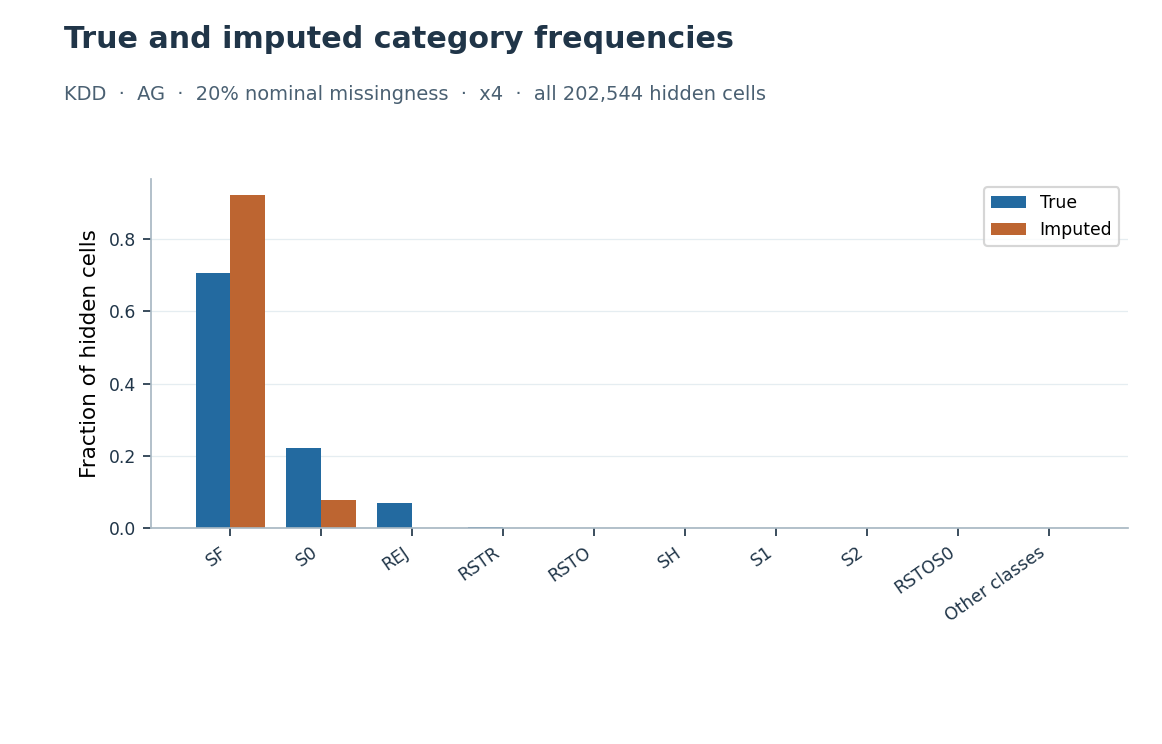 True and imputed category frequencies
KDD · AG · 20% nominal missingness · x4 · all 202,544 hidden cells
True
Imputed
Fraction of hidden cells
0.8
0.6
0.4
0.2
0.0
SF
S0
REJ
RSTR
RSTO
SH
S1
S2
RSTOS0
Other classes